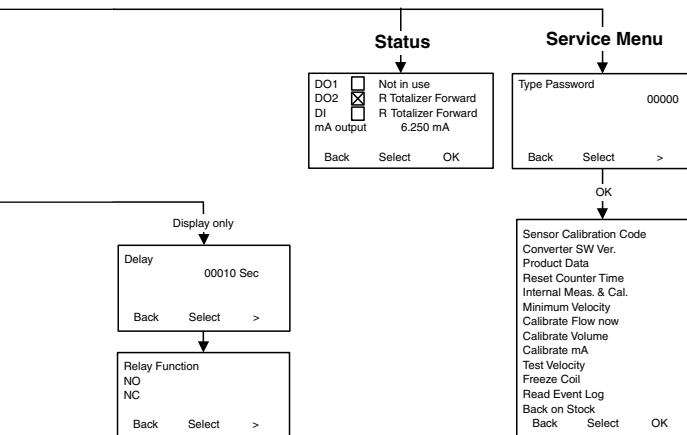 Status
DO1 Not in use
DO2 R Totalizer Forward
DI R Totalizer Forward
mA output 6.250 mA
Back Select OK
Service Menu
Type Password
00000
Back Select >
OK
Sensor Calibration Code
Converter SW Ver.
Product Data
Reset Counter Time
Internal Meas. & Cal.
Minimum Velocity
Calibrate Flow now
Calibrate Volume
Calibrate mA
Test Velocity
Freeze Coil
Read Event Log
Back on Stock
Back Select OK
Display only
Delay
00010 Sec
Back Select >
Relay Function
NO
NC
Back Select >